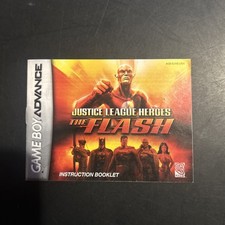 GAME BOY ADVANCE
JUSTICE LEAGUE HEROES
THE FLASH
INSTRUCTION BOOKLET